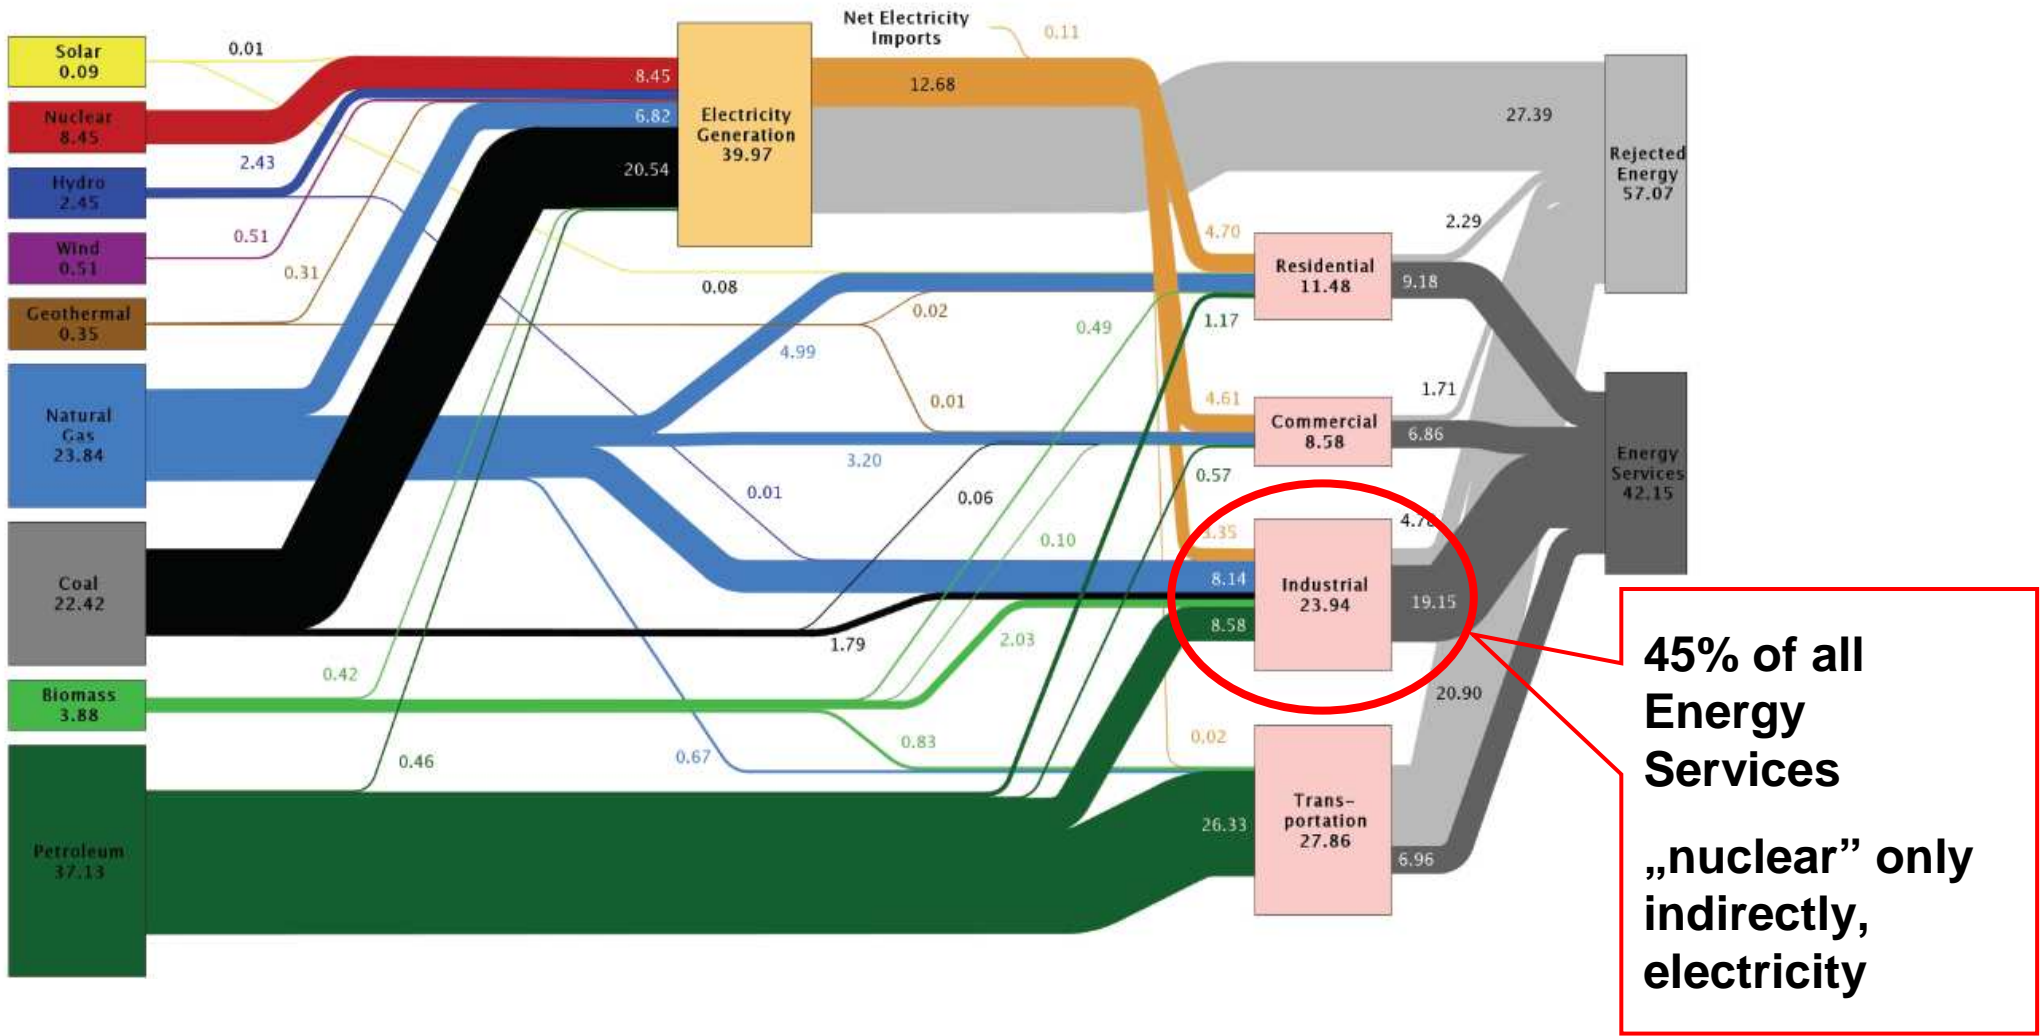 Net Electricity
Imports
0.11
Solar
0.09
0.01
Nuclear
8.45
8.45
Hydro
2.45
2.43
Wind
0.51
0.51
Geothermal
0.35
0.31
Natural
Gas
23.84
Coal
22.42
Biomass
3.88
Petroleum
37.13
6.82
20.54
Electricity
Generation
39.97
12.68
27.39
Rejected
Energy
57.07
0.08
4.70
Residential
11.48
2.29
9.18
0.02
0.49
1.17
4.99
0.01
4.61
Commercial
8.58
1.71
6.86
3.20
0.57
0.01
0.06
0.10
Energy
Services
42.15
3.35
8.14
Industrial
23.94
8.58
4.78
19.15
1.79
2.03
0.42
0.46
0.67
0.83
0.02
26.33
Trans-
portation
27.86
20.90
6.96
45% of all
Energy
Services
„nuclear” only
indirectly,
electricity